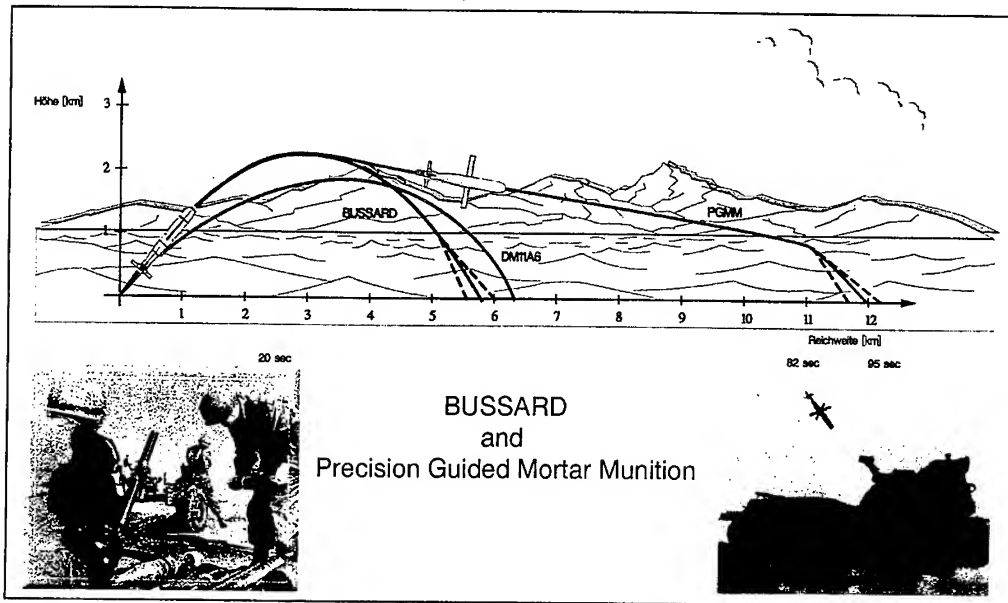 Höhe [km]
3
2
1
BUSSARD
PGMM
DM11A6
1 2 3 4 5 6 7 8 9 10 11 12
Reichweite [km]
20 sec
82 sec 95 sec
BUSSARD
and
Precision Guided Mortar Munition